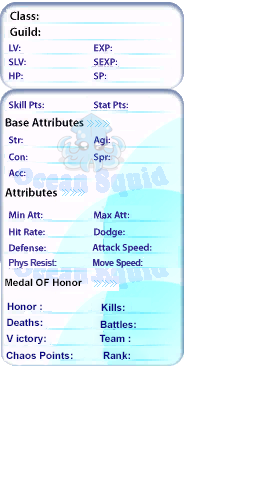 Class:
Guild:
LV: EXP:
SLV: SEXP:
HP: SP:
Skill Pts: Stat Pts:
Base Attributes
Str: Agi:
Con: Spr:
Acc:
Ocean Squid
Attributes
Min Att: Max Att:
Hit Rate: Dodge:
Defense: Attack Speed:
Phys Resist: Move Speed:
Ocean Squid
Medal OF Honor
Honor : Kills:
Deaths: Battles:
V ictory: Team :
Chaos Points: Rank: